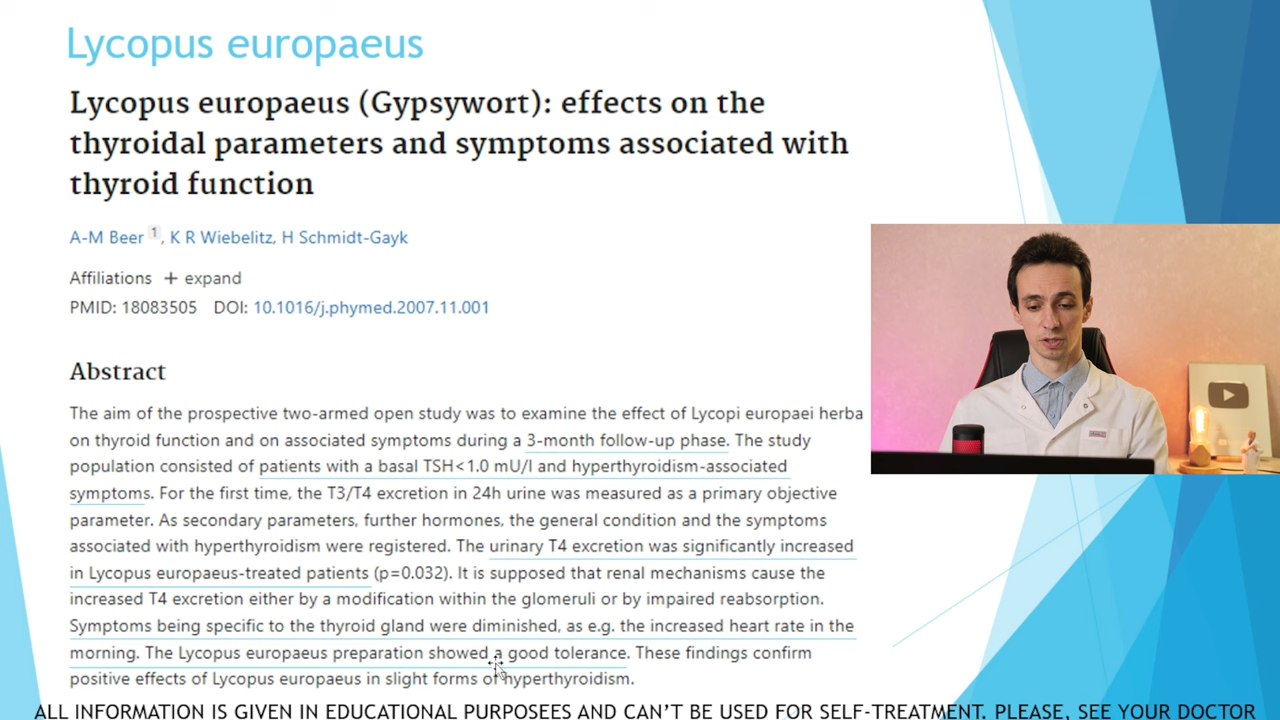 Lycopus europaeus
Lycopus europaeus (Gypsywort): effects on the
thyroidal parameters and symptoms associated with
thyroid function
A-M Beer 1, K R Wiebelitz, H Schmidt-Gayk
Affiliations + expand
PMID: 18083505 DOI: 10.1016/j.phymed.2007.11.001
Abstract
The aim of the prospective two-armed open study was to examine the effect of Lycopi europaei herba
on thyroid function and on associated symptoms during a 3-month follow-up phase. The study
population consisted of patients with a basal TSH<1.0 mU/l and hyperthyroidism-associated
symptoms. For the first time, the T3/T4 excretion in 24h urine was measured as a primary objective
parameter. As secondary parameters, further hormones, the general condition and the symptoms
associated with hyperthyroidism were registered. The urinary T4 excretion was significantly increased
in Lycopus europaeus-treated patients (p=0.032). It is supposed that renal mechanisms cause the
increased T4 excretion either by a modification within the glomeruli or by impaired reabsorption.
Symptoms being specific to the thyroid gland were diminished, as e.g. the increased heart rate in the
morning. The Lycopus europaeus preparation showed a good tolerance. These findings confirm
positive effects of Lycopus europaeus in slight forms of hyperthyroidism.
ALL INFORMATION IS GIVEN IN EDUCATIONAL PURPOSEES AND CAN'T BE USED FOR SELF-TREATMENT. PLEASE, SEE YOUR DOCTOR